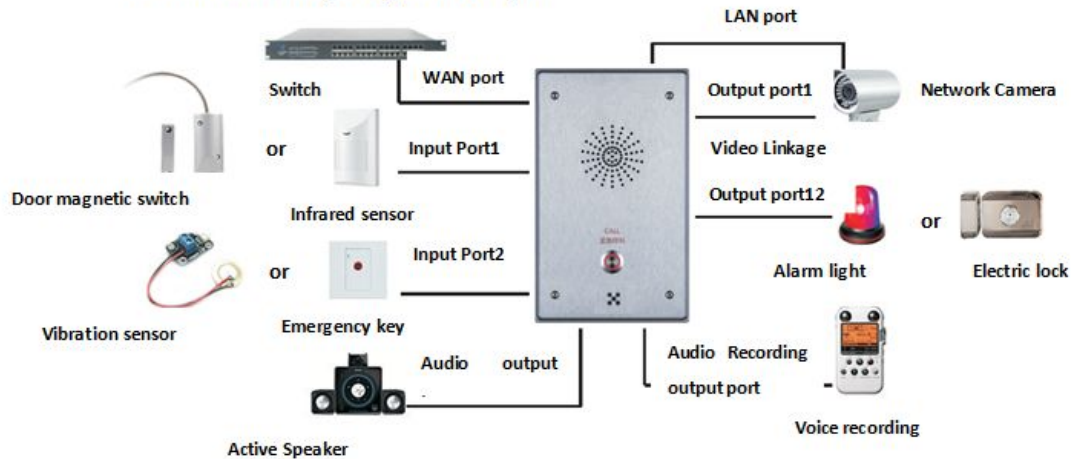 LAN port
WAN port
Switch
Output port1
Network Camera
or
Input Port1
Video Linkage
Door magnetic switch
Infrared sensor
Output port12
or
CALL
or
Input Port2
Alarm light
Electric lock
Vibration sensor
Emergency key
Audio output
Audio Recording
output port
Active Speaker
Voice recording